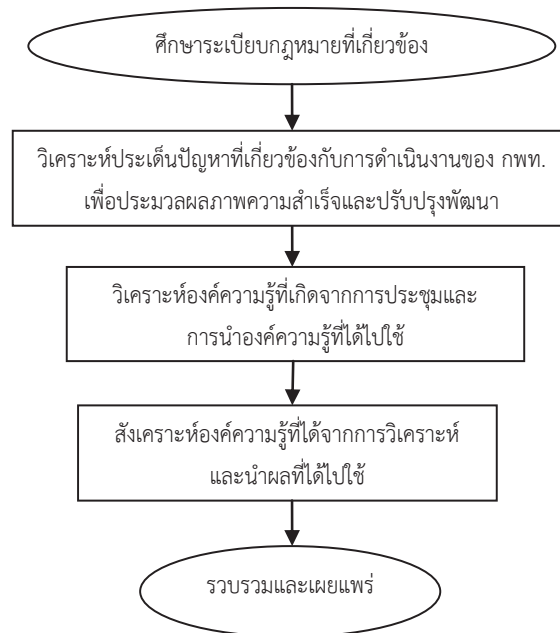 ศึกษาระเบียบกฎหมายที่เกี่ยวข้อง
วิเคราะห์ประเด็นปัญหาที่เกี่ยวข้องกับการดำเนินงานของ กพท.
เพื่อประมวลผลภาพความสำเร็จและปรับปรุงพัฒนา
วิเคราะห์องค์ความรู้ที่เกิดจากการประชุมและ
การนำองค์ความรู้ที่ได้ไปใช้
สังเคราะห์องค์ความรู้ที่ได้จากการวิเคราะห์
และนำผลที่ได้ไปใช้
รวบรวมและเผยแพร่